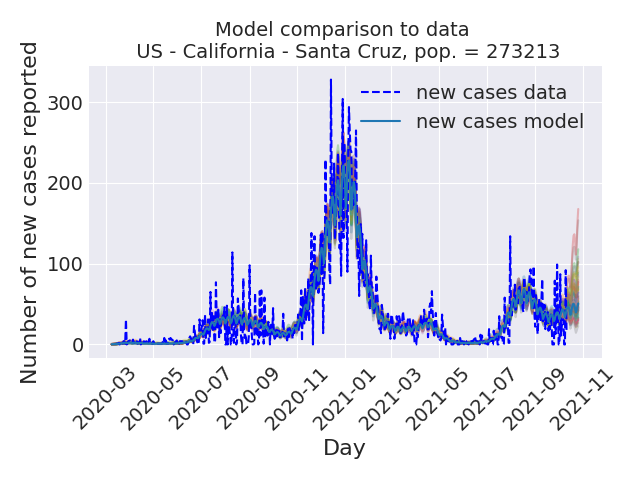 Model comparison to data
US - California - Santa Cruz, pop. = 273213
Number of new cases reported
300
200
100
0
new cases data
new cases model
2020-03
2020-05
2020-07
2020-09
2020-11
2021-01
2021-03
2021-05
2021-07
2021-09
2021-11
Day